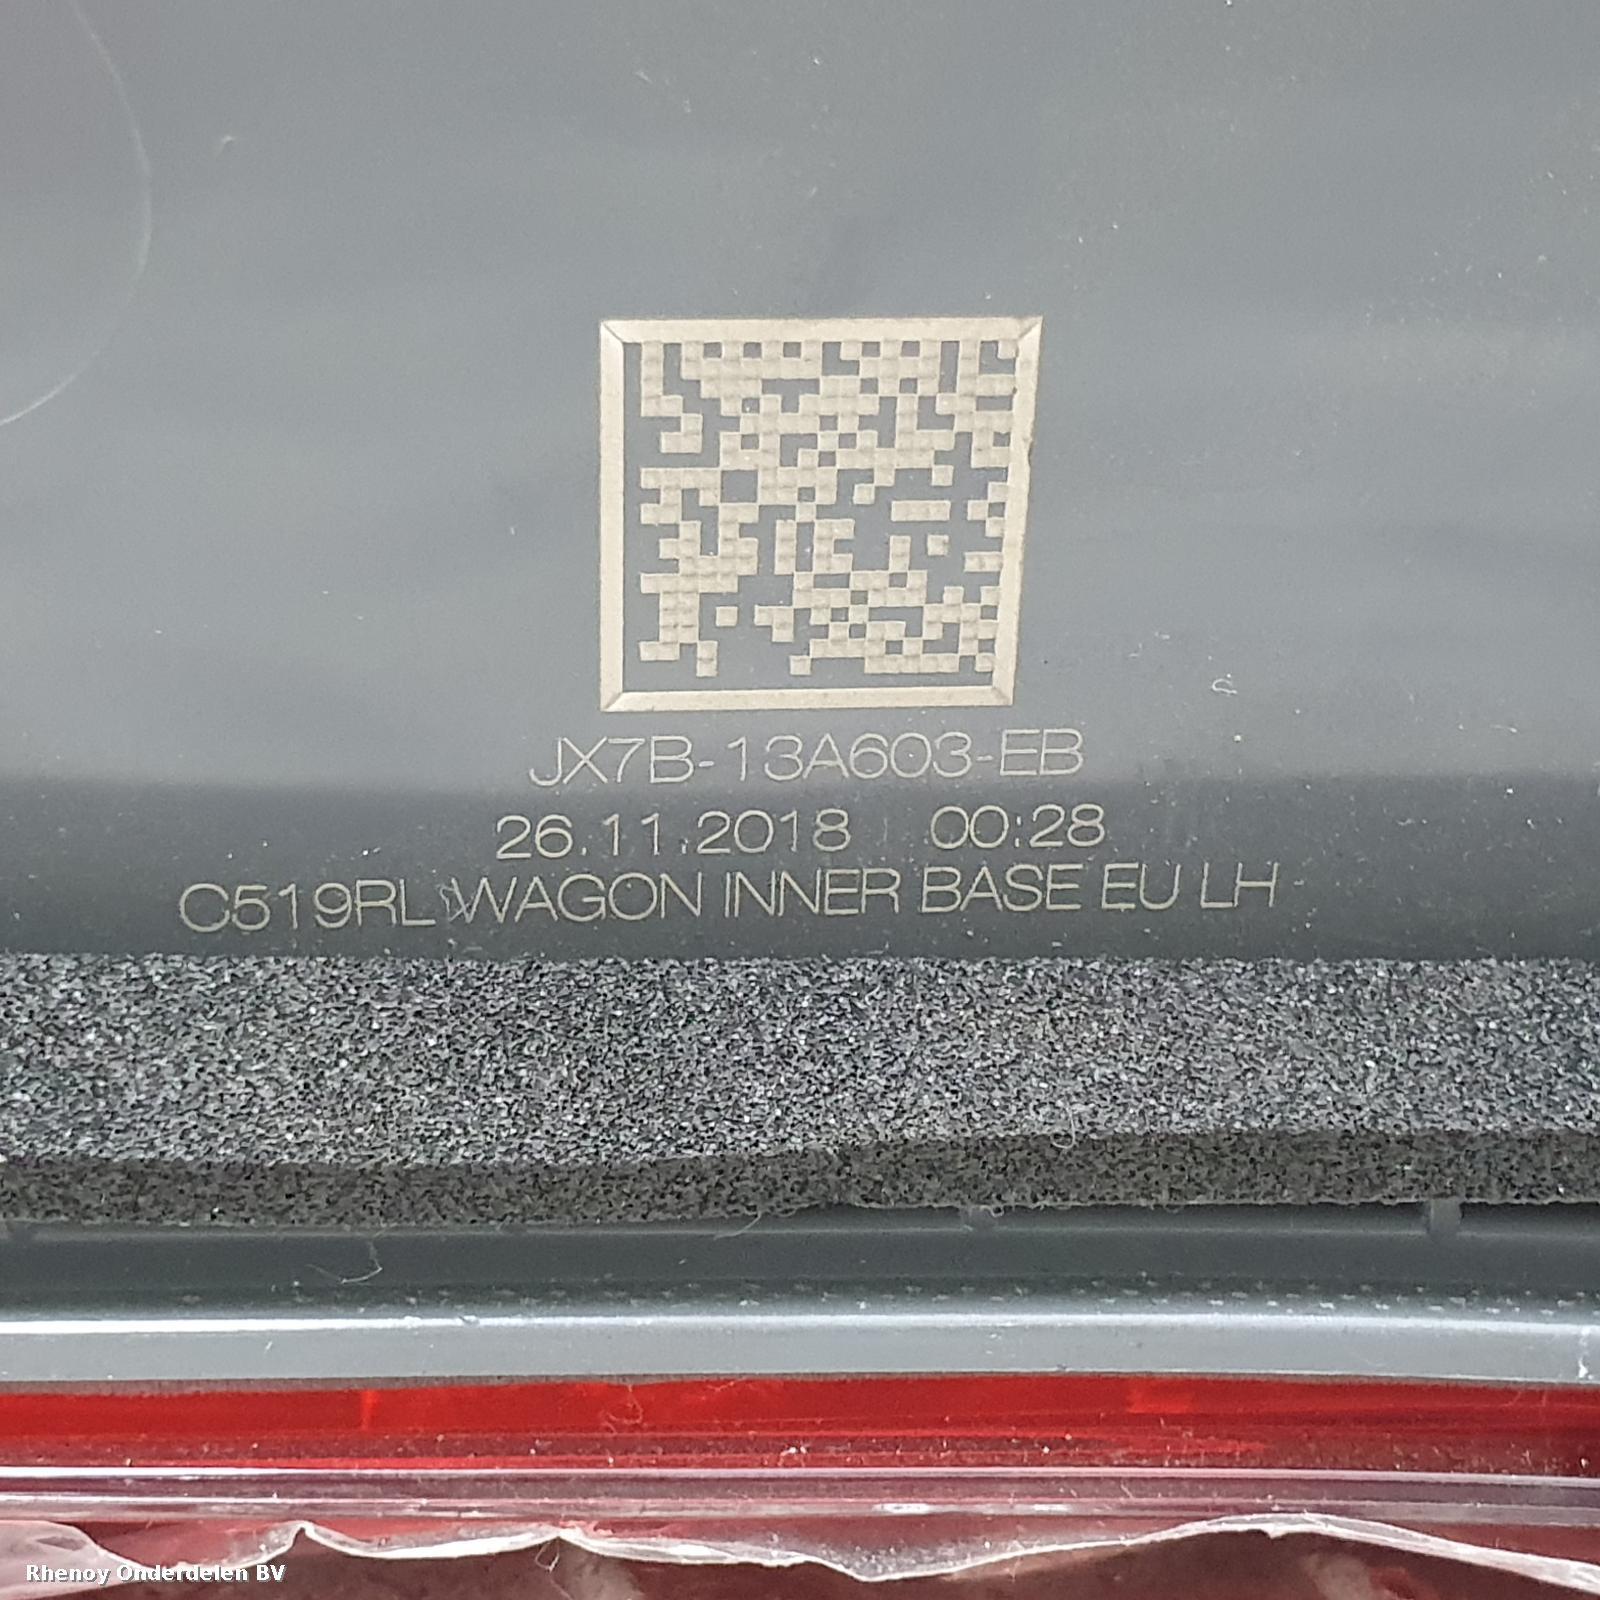 JX7B-13A603-EB
26.11.2018 00:28
C519RL WAGON INNER BASE EU LH
Rhenoy Onderdelen BV